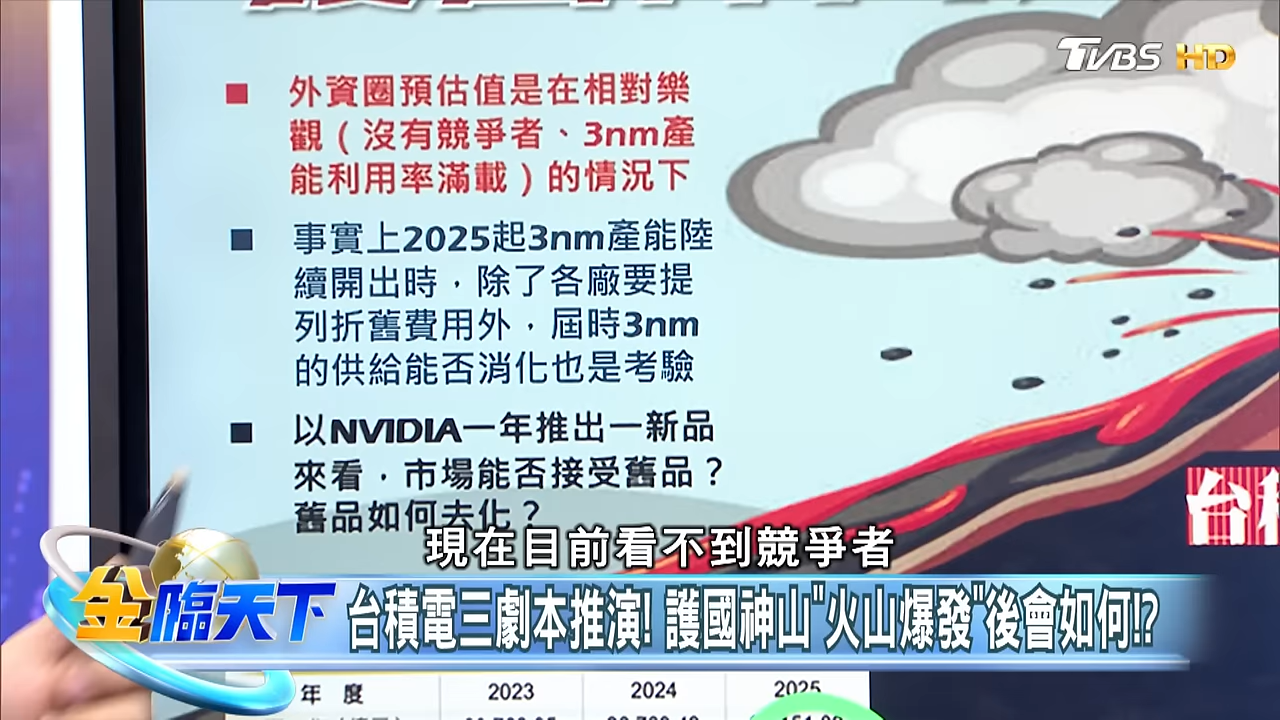 TVBS HD
外資圈預估值是在相對樂
觀(沒有競爭者、3nm產
能利用率滿載)的情況下
事實上2025起3nm產能陸
續開出時,除了各廠要提
列折舊費用外,屆時3nm
的供給能否消化也是考驗
以NVIDIA一年推出一新品
來看,市場能否接受舊品?
舊品如何去化?
現在目前看不到競爭者
金臨天下
台積電三劇本推演! 護國神山"火山爆發"後會如何!?
年 度 2023 2024 2025